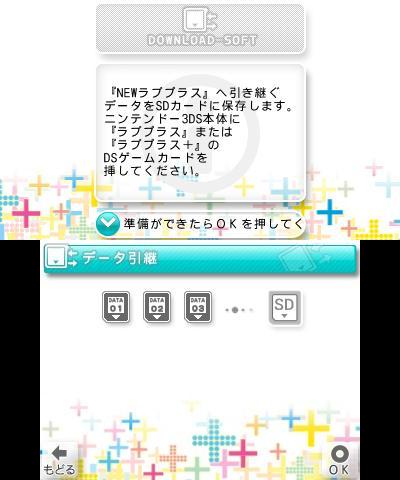 DOWNLOAD-SOFT
『NEWラブプラス』へ引き継ぐ
データをSDカードに保存します。
ニンテンドー3DS本体に
『ラブプラス』または
『ラブプラス＋』の
DSゲームカードを
挿してください。
準備ができたらＯＫを押してく
データ引継
DATA 01 DATA 02 DATA 03 SD
もどる
OK